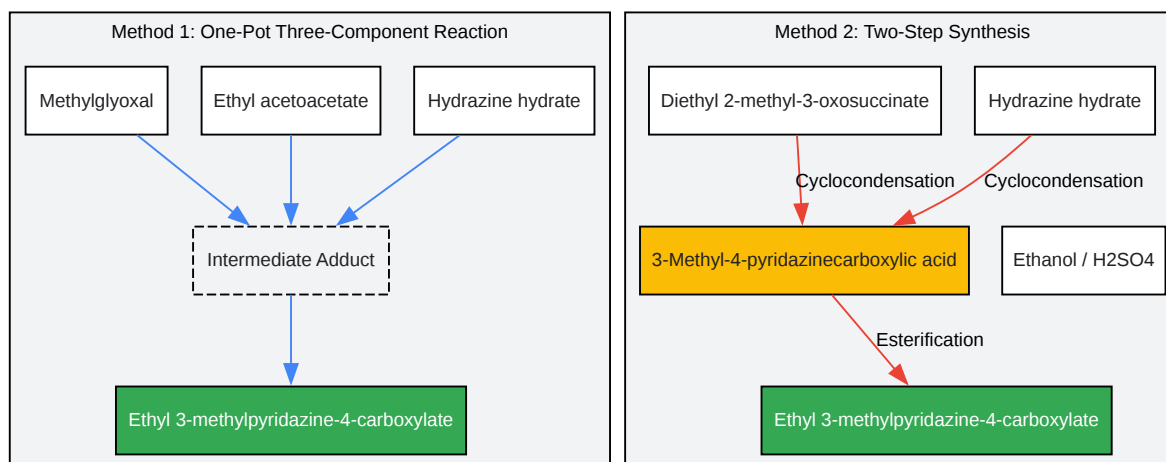 Method 1: One-Pot Three-Component Reaction
Methylglyoxal
Ethyl acetoacetate
Hydrazine hydrate
Intermediate Adduct
Ethyl 3-methylpyridazine-4-carboxylate
Method 2: Two-Step Synthesis
Diethyl 2-methyl-3-oxosuccinate
Hydrazine hydrate
Cyclocondensation
Cyclocondensation
3-Methyl-4-pyridazinecarboxylic acid
Ethanol / H2SO4
Esterification
Ethyl 3-methylpyridazine-4-carboxylate